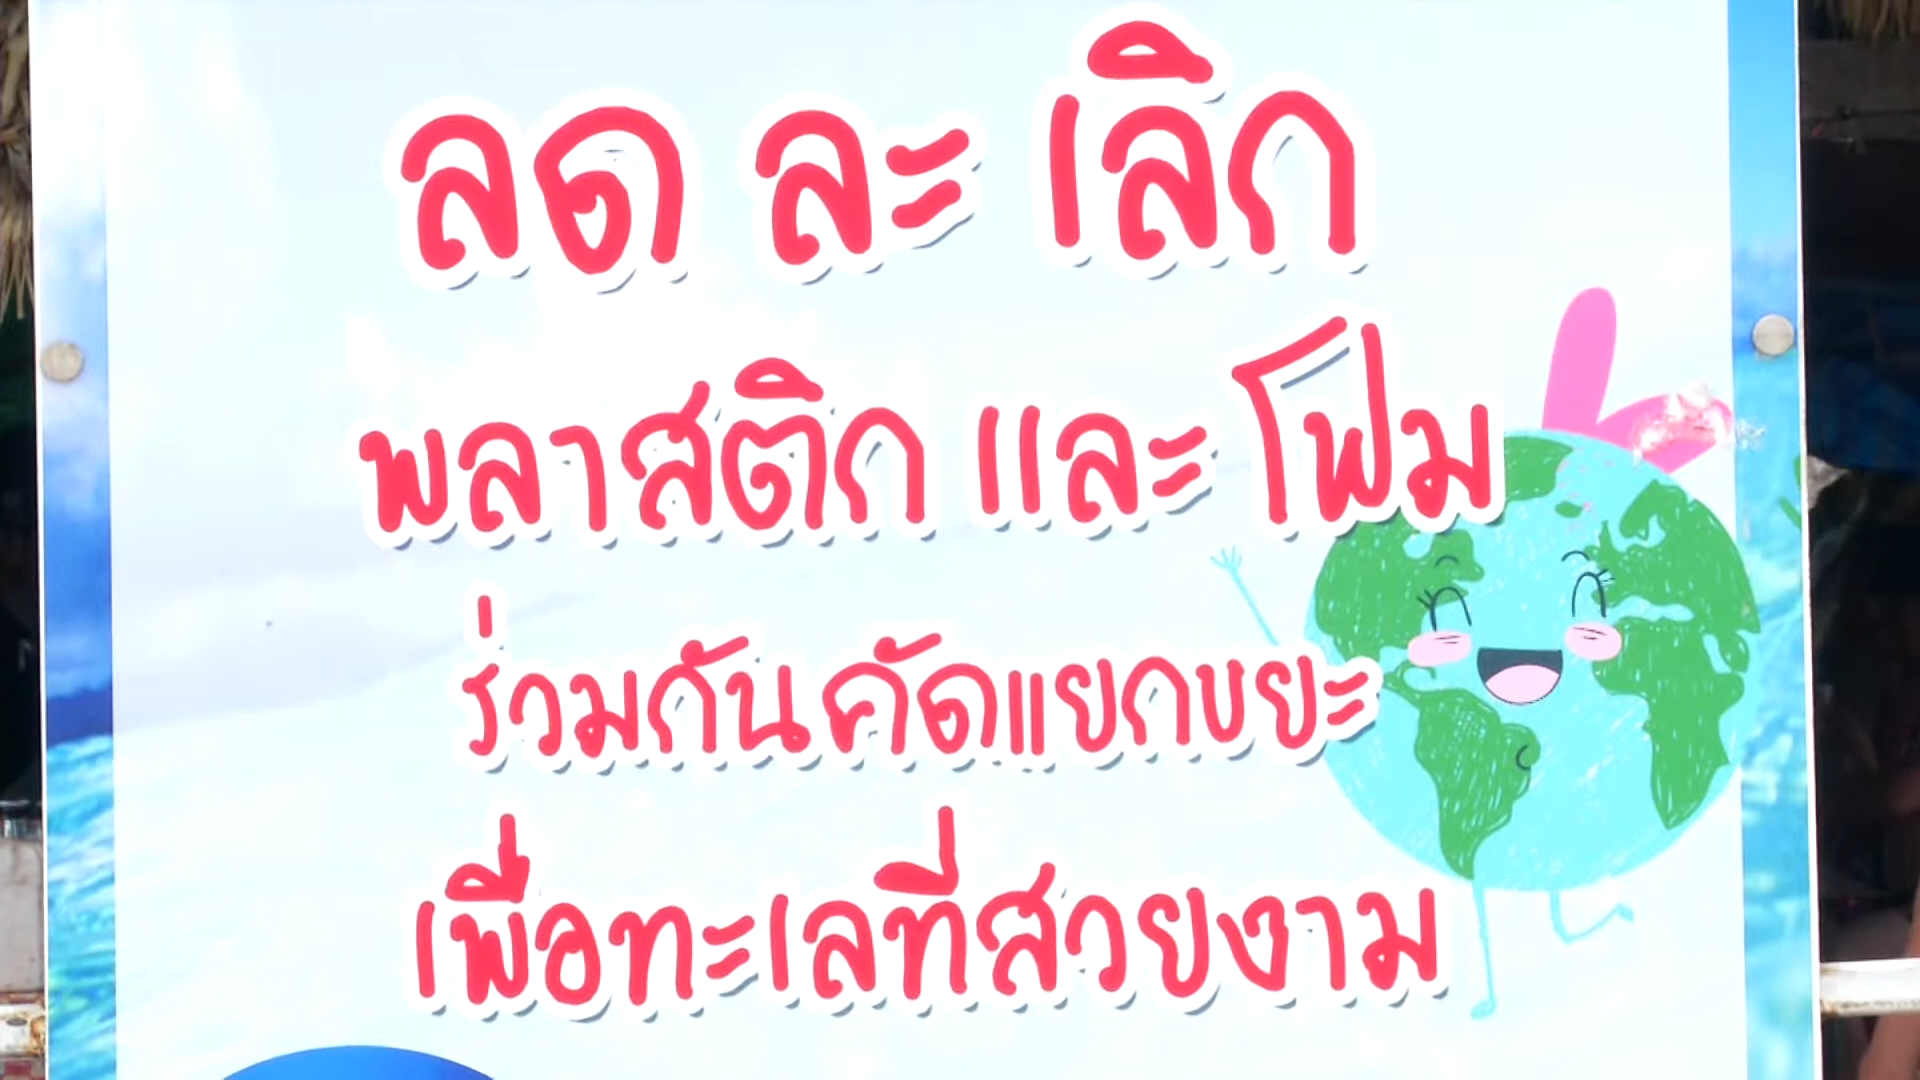 ลด ละ เลิก
พลาสติก และ โฟม
ร่วมกันคัดแยกขยะ
เพื่อทะเลที่สวยงาม